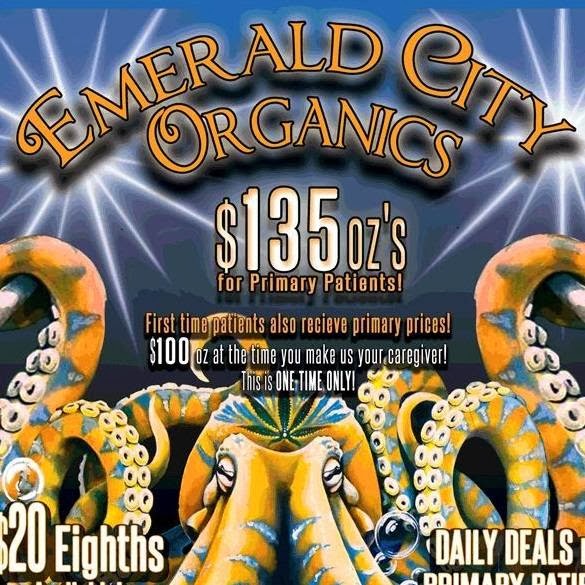 EMERALD CITY
ORGANICS
$135 OZ'S
for Primary Patients!
First time patients also recieve primary prices!
$100 oz at the time you make us your caregiver!
This is ONE TIME ONLY!
$20 Eighths
DAILY DEALS
PRIMARY